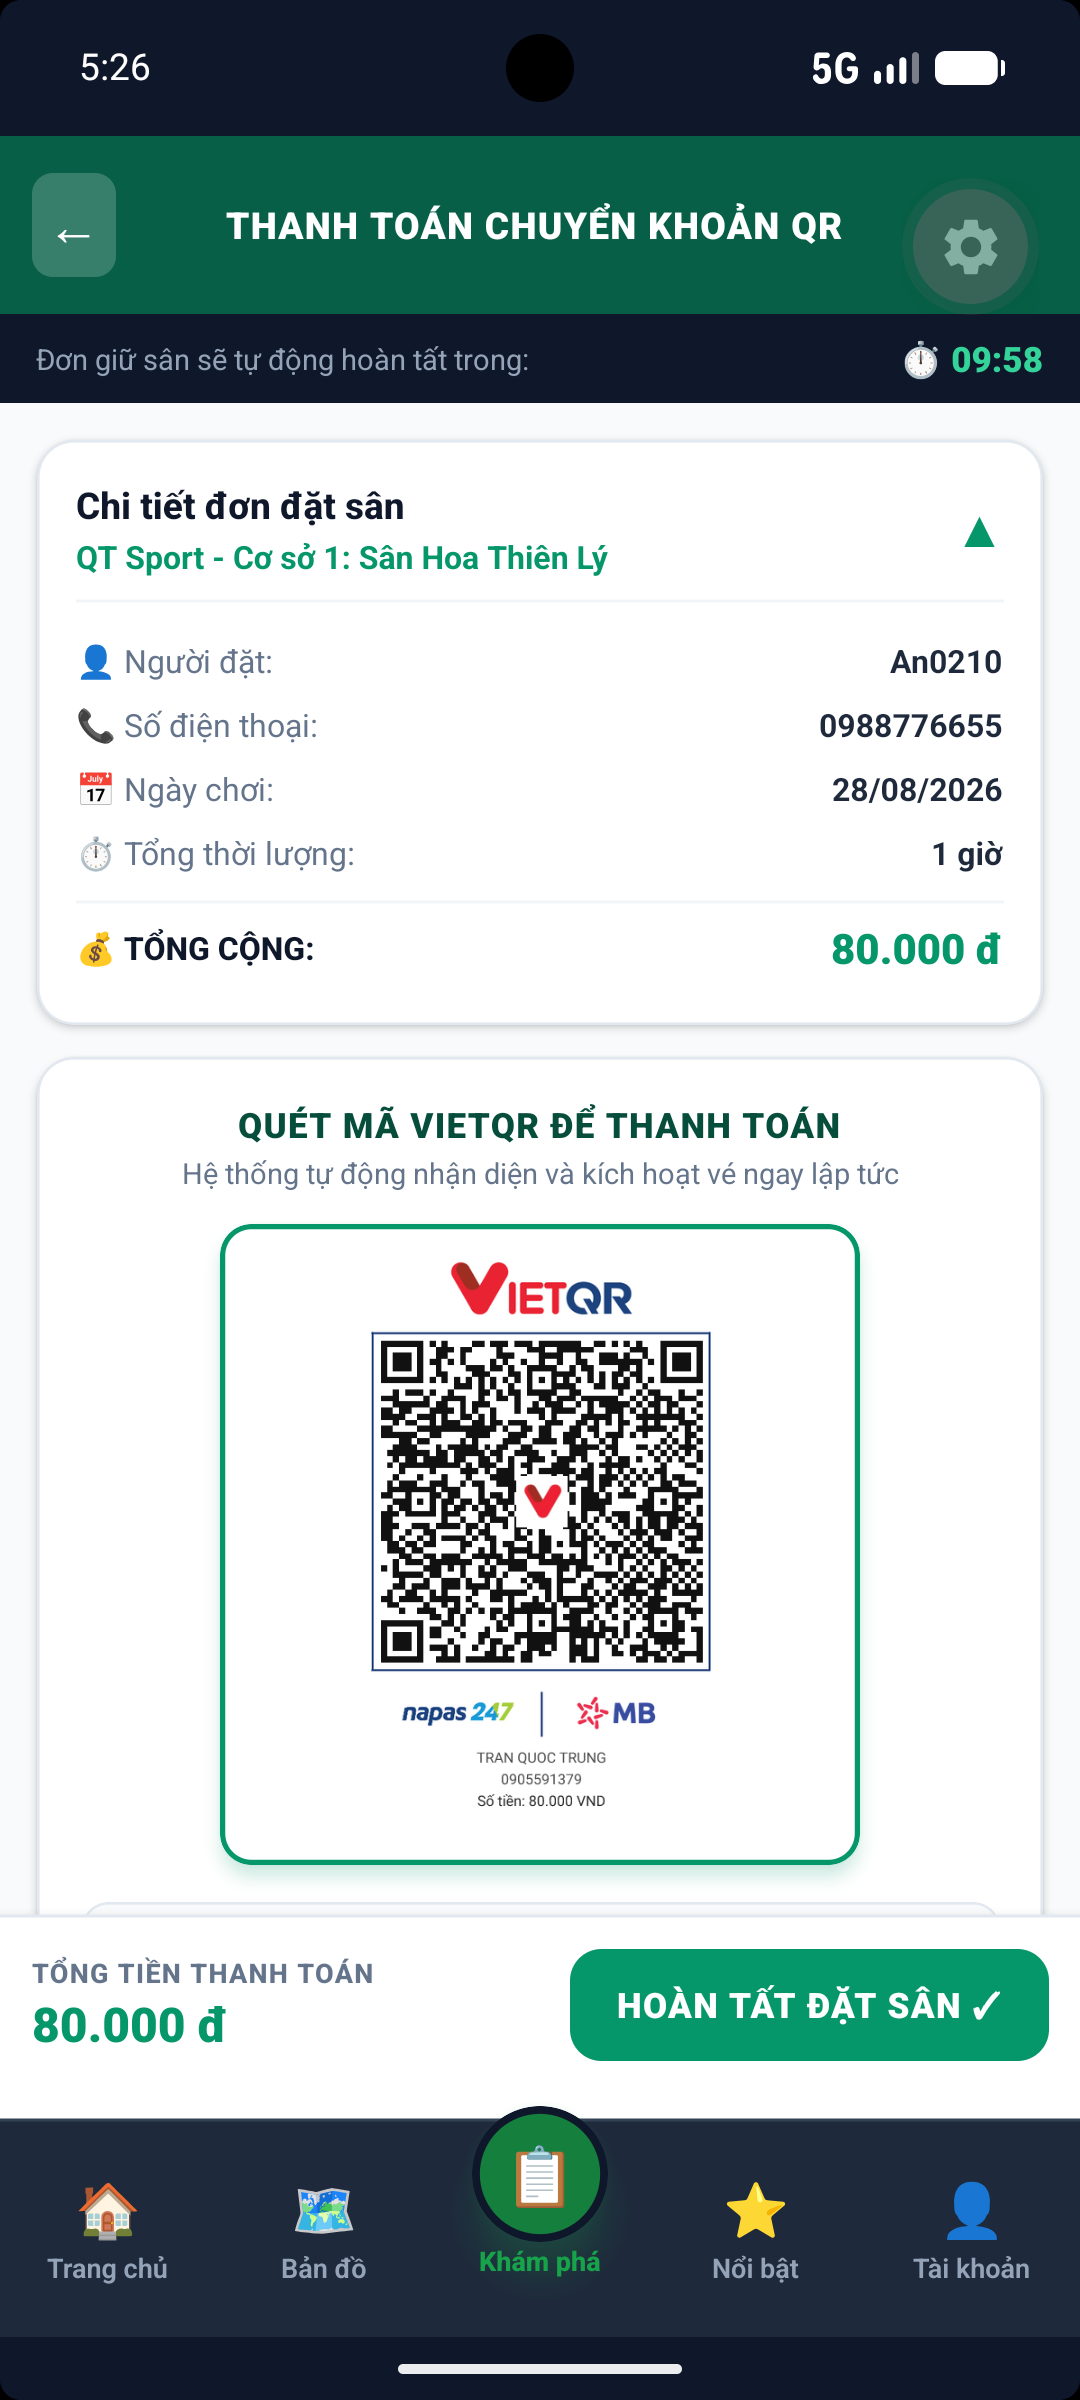 5:26
5G
←
THANH TOÁN CHUYỂN KHOẢN QR
Đơn giữ sân sẽ tự động hoàn tất trong:
09:58
Chi tiết đơn đặt sân
QT Sport - Cơ sở 1: Sân Hoa Thiên Lý
▲
Người đặt:
An0210
Số điện thoại:
0988776655
July
17
Ngày chơi:
28/08/2026
Tổng thời lượng:
1 giờ
TỔNG CỘNG:
80.000 đ
QUÉT MÃ VIETQR ĐỂ THANH TOÁN
Hệ thống tự động nhận diện và kích hoạt vé ngay lập tức
VIETQR
napas 247
MB
TRAN QUOC TRUNG
0905591379
Số tiền: 80.000 VND
TỔNG TIỀN THANH TOÁN
80.000 đ
HOÀN TẤT ĐẶT SÂN ✓
Trang chủ
Bản đồ
Khám phá
Nổi bật
Tài khoản